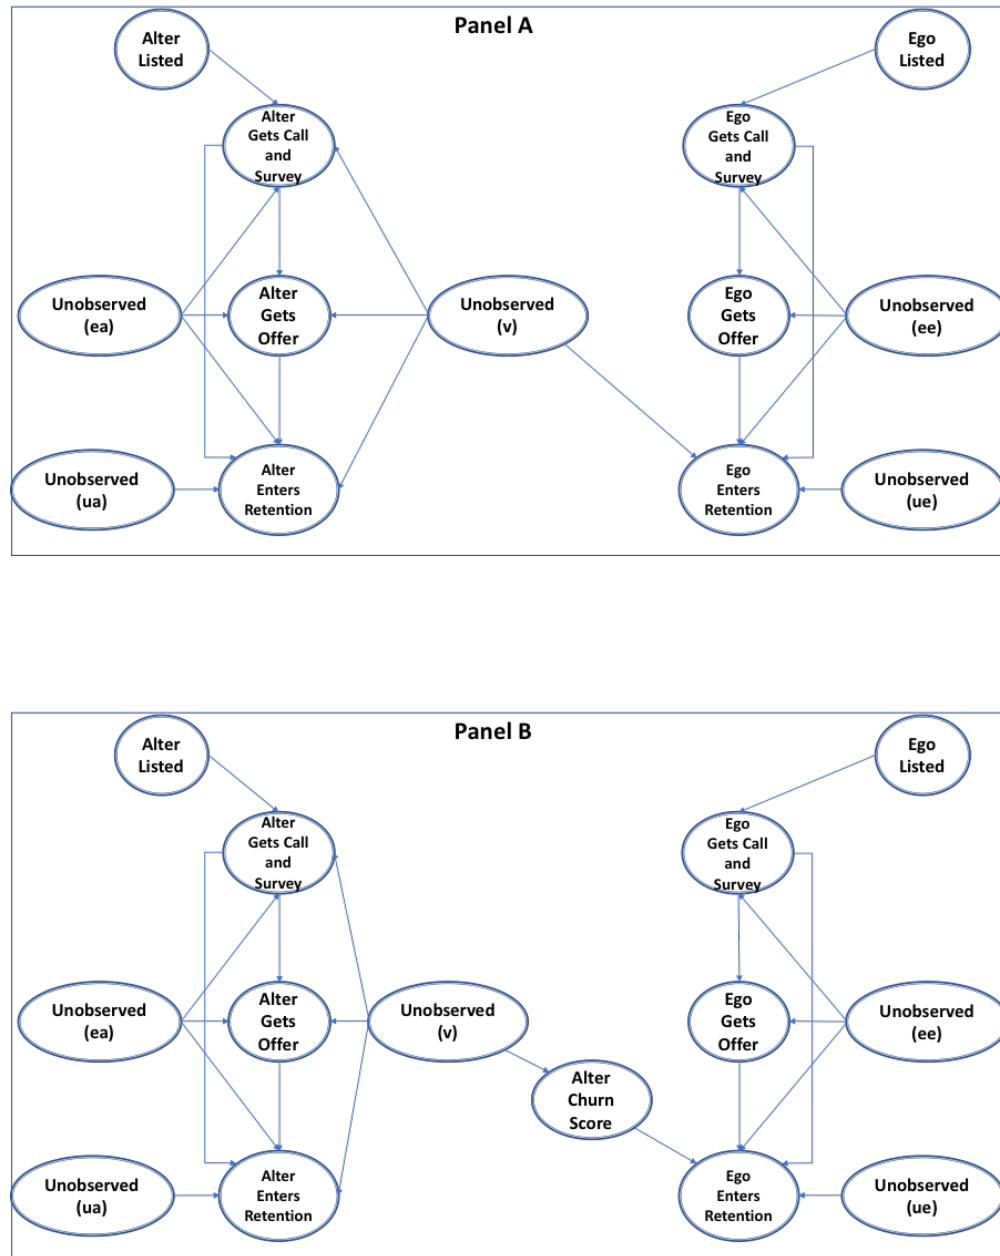 Panel A
Alter
Listed
Ego
Listed
Alter
Gets Call
and
Survey
Ego
Gets Call
and
Survey
Unobserved
(ea)
Alter
Gets
Offer
Unobserved
(v)
Ego
Gets
Offer
Unobserved
(ee)
Unobserved
(ua)
Alter
Enters
Retention
Ego
Enters
Retention
Unobserved
(ue)
Panel B
Alter
Listed
Ego
Listed
Alter
Gets Call
and
Survey
Ego
Gets Call
and
Survey
Unobserved
(ea)
Alter
Gets
Offer
Unobserved
(v)
Ego
Gets
Offer
Unobserved
(ee)
Alter
Churn
Score
Unobserved
(ua)
Alter
Enters
Retention
Ego
Enters
Retention
Unobserved
(ue)